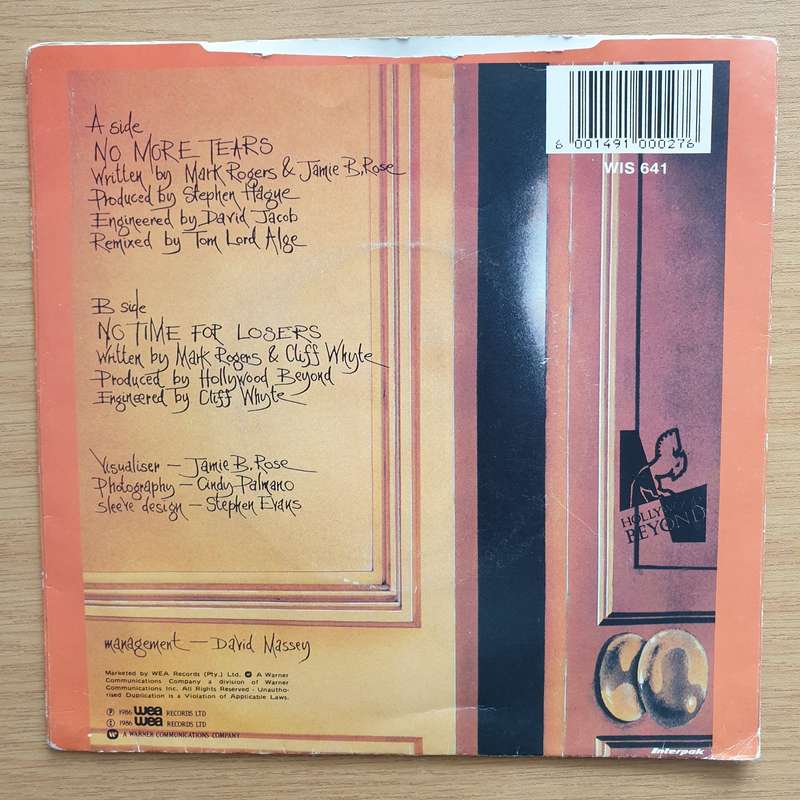 A side
NO MORE TEARS
Written by Mark Rogers & Jamie B. Rose
Produced by Stephen Hague
Engineered by David Jacob
Remixed by Tom Lord Alge
B side
NO TIME FOR LOSERS
Written by Mark Rogers & Cliff Whyte
Produced by Hollywood Beyond
Engineered by Cliff Whyte
Visualiser - Jamie B. Rose
Photography - Cindy Palmano
Sleeve design - Stephen Evans
management - David Massey
Marketed by WEA Records (Pty.) Ltd. W A Warner
Communications Company a division of Warner
Communications Inc. All Rights Reserved - Unautho-
rised Duplication is a Violation of Applicable Laws.
℗ 1986 wea RECORDS LTD
© 1986 wea RECORDS LTD
W A WARNER COMMUNICATIONS COMPANY
6 001491 000276
WIS 641
HOLLYWOOD
BEYOND
Interpak